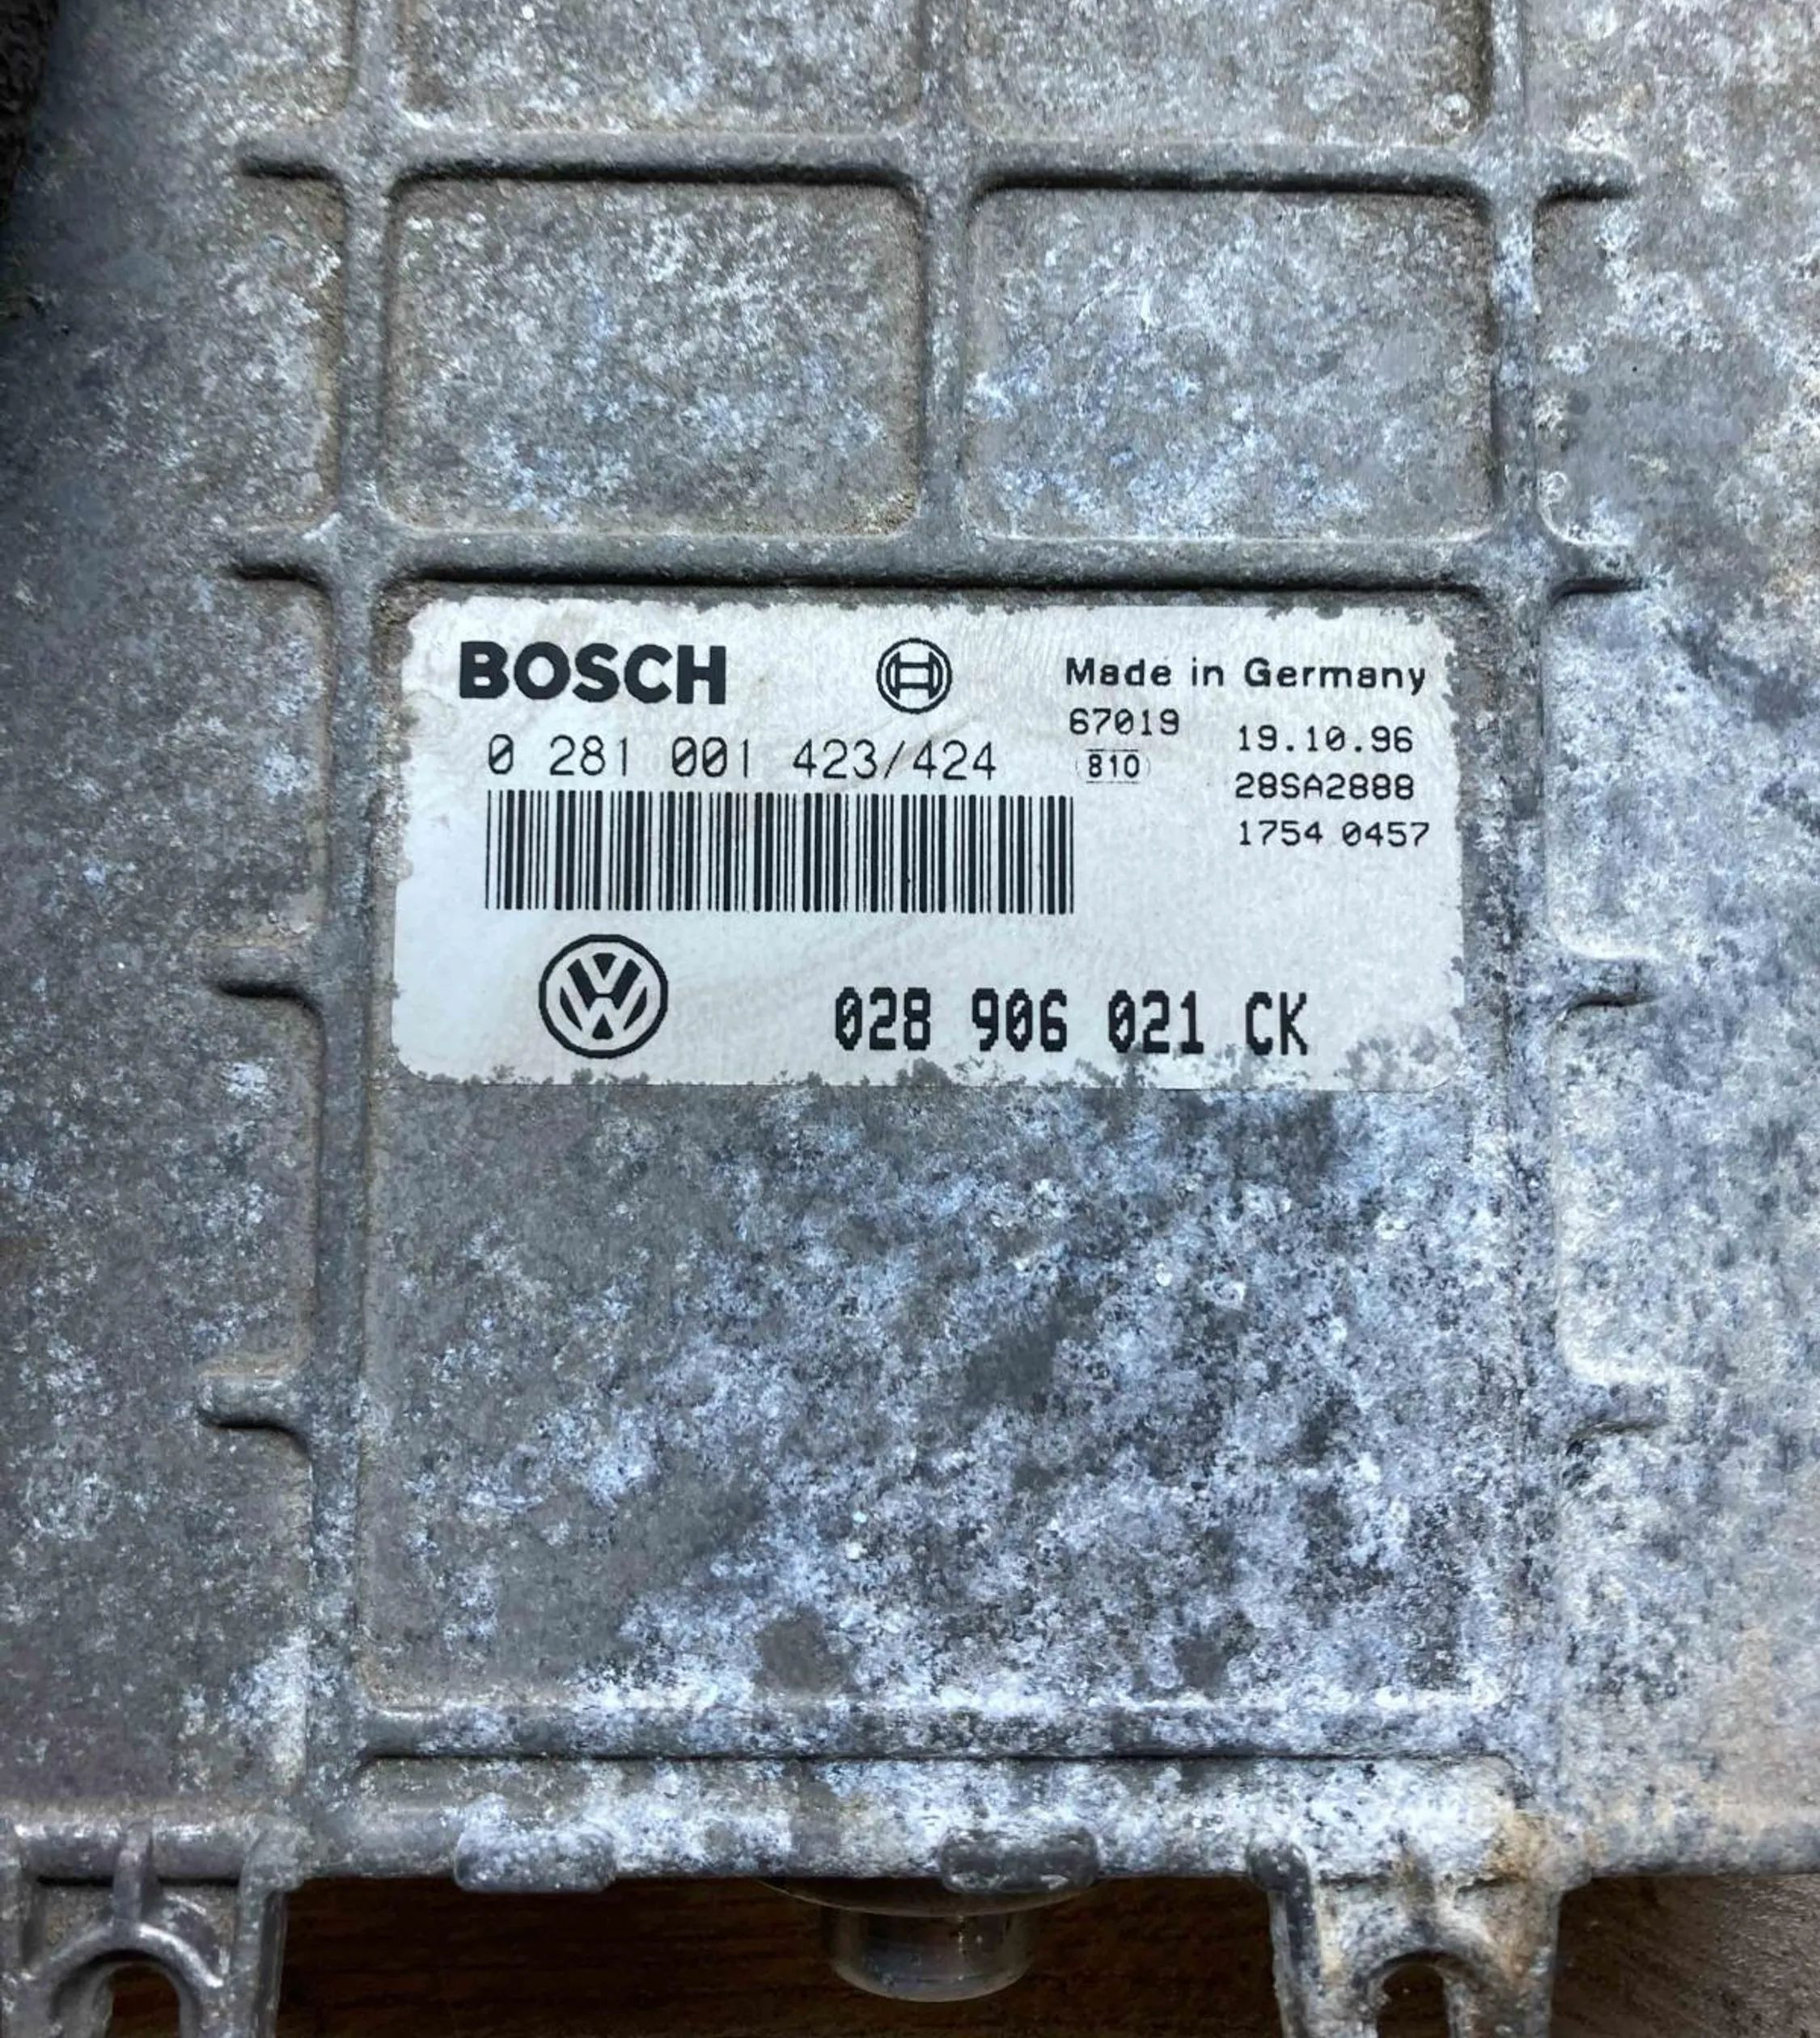 BOSCH
Made in Germany
67019 19.10.96
0 281 001 423/424
810
28SA2888
1754 0457
028 906 021 CK